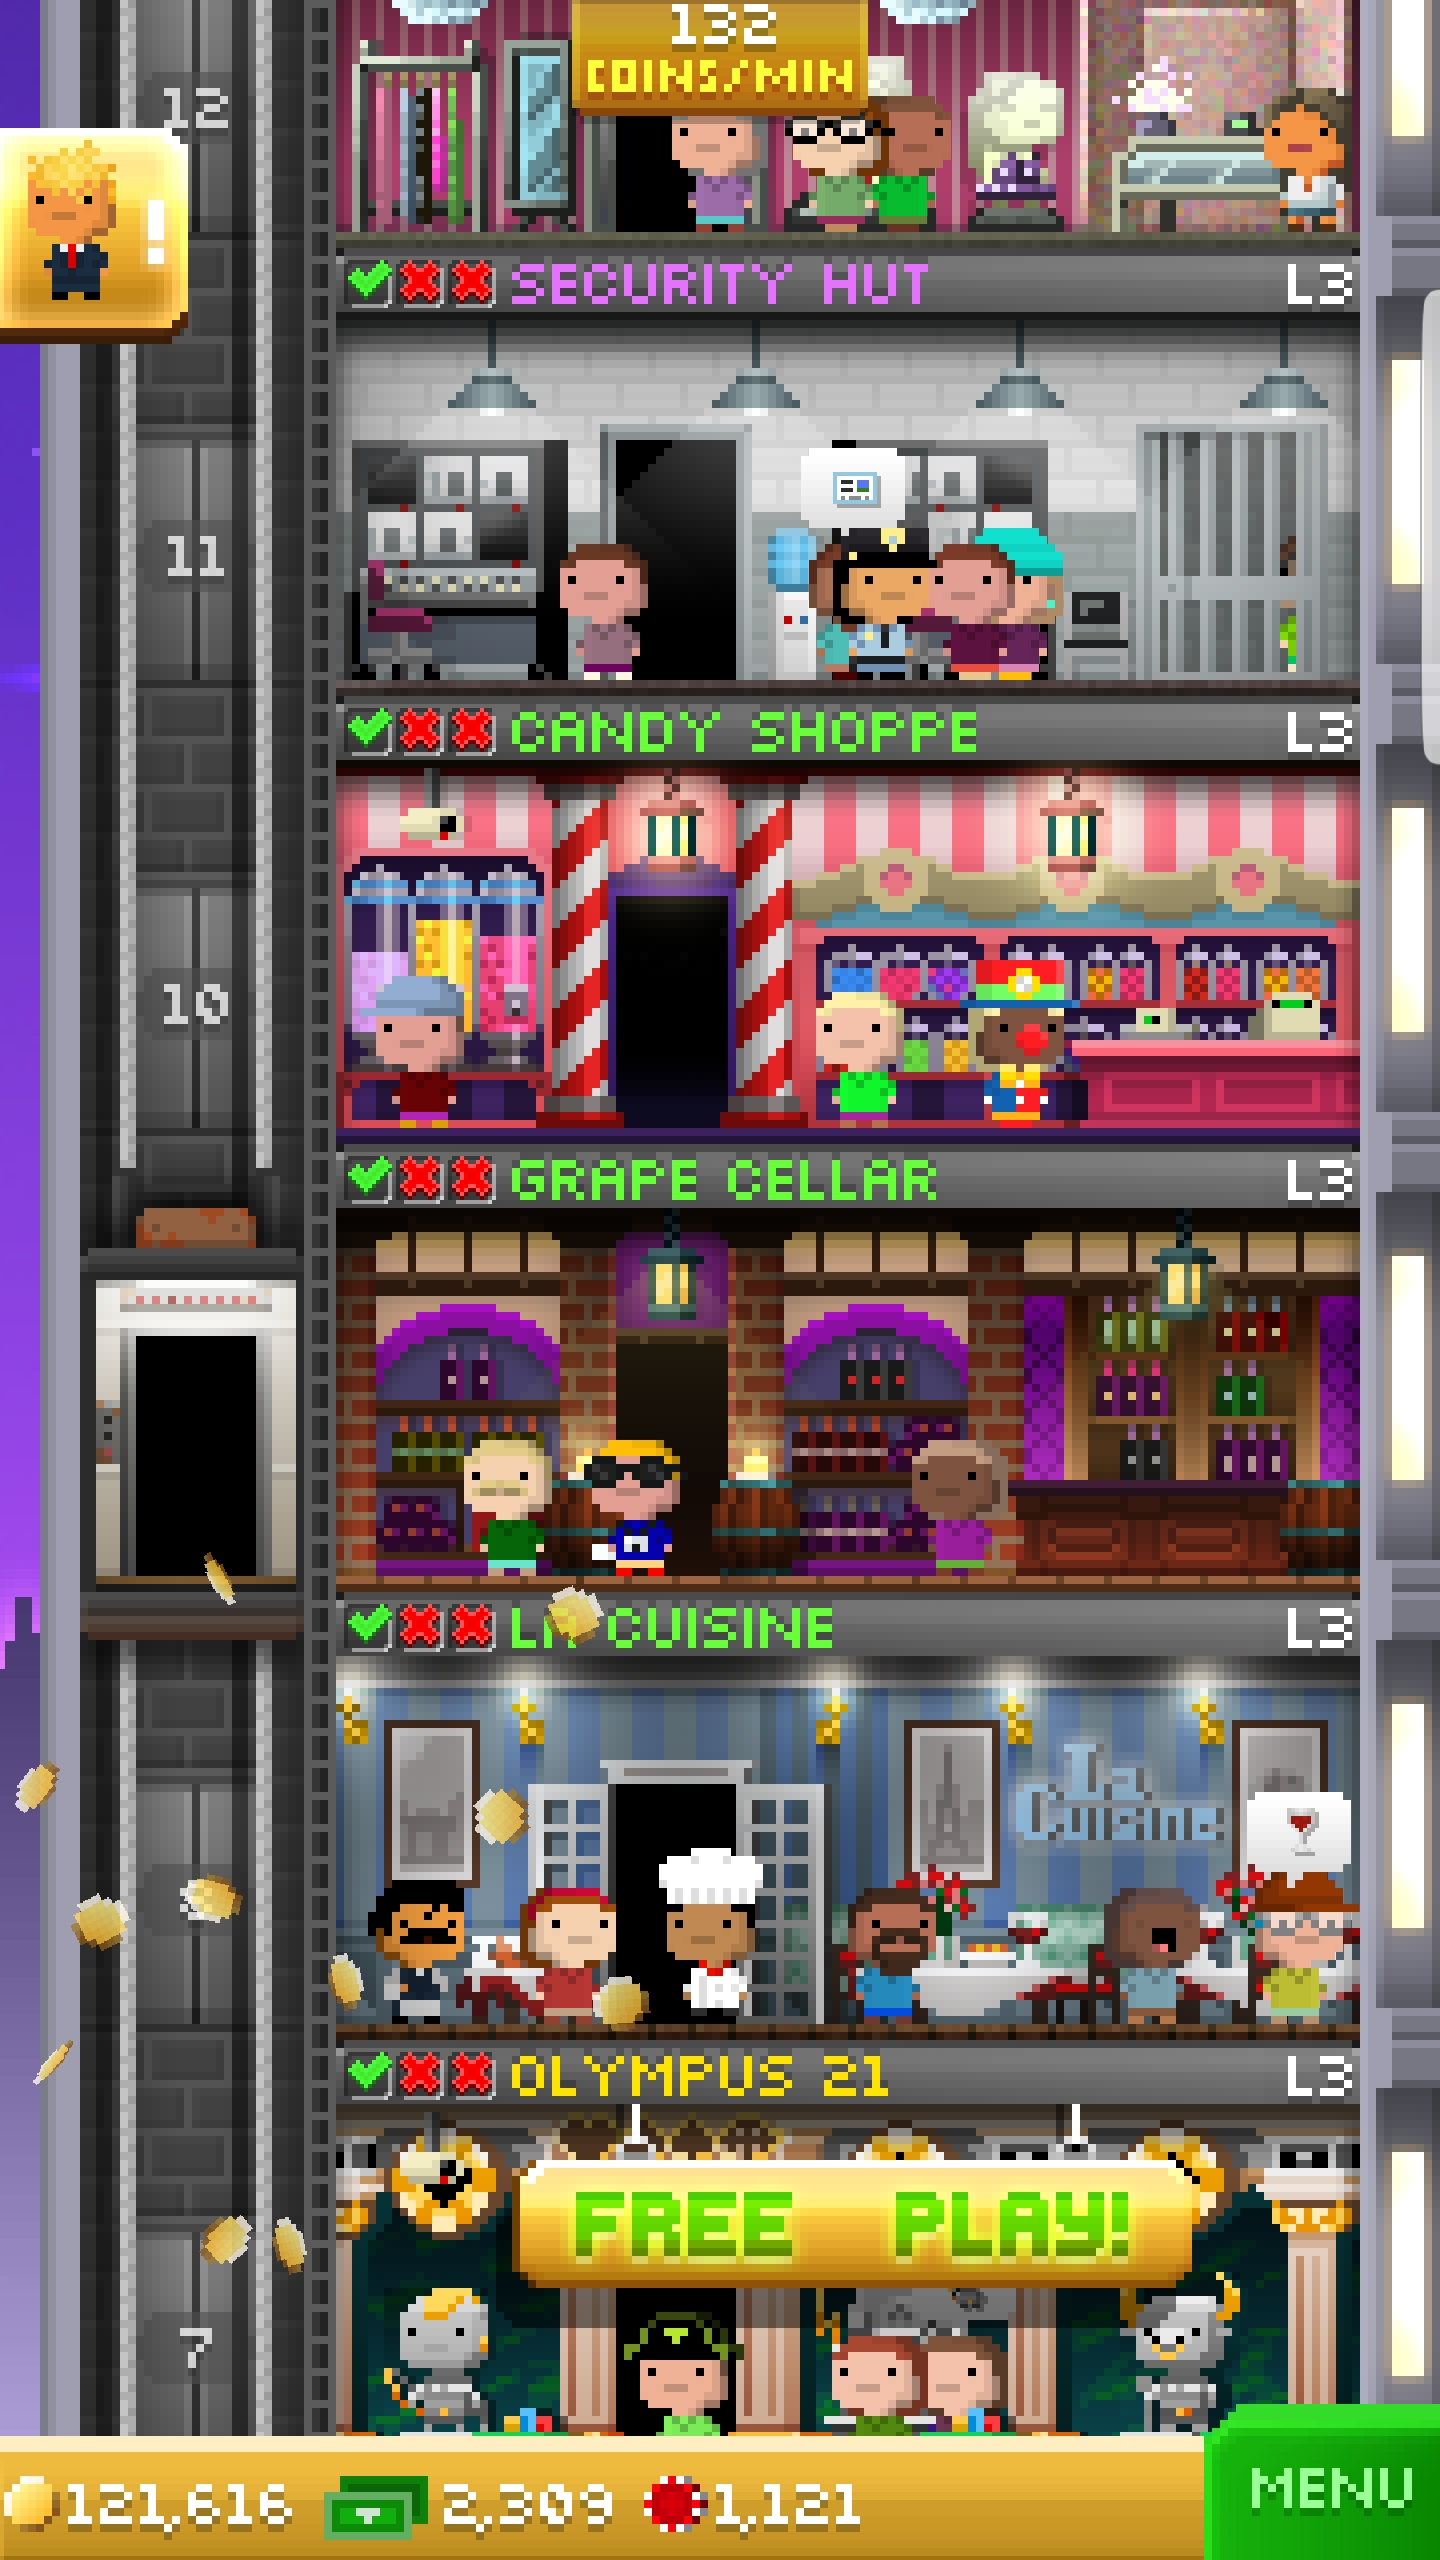 132
COINS/MIN
12
!
SECURITY HUT L3
11
CANDY SHOPPE L3
10
GRAPE CELLAR L3
LA CUISINE L3
La
Cuisine
OLYMPUS 21 L3
FREE PLAY!
7
121,616 2,309 1,121
MENU